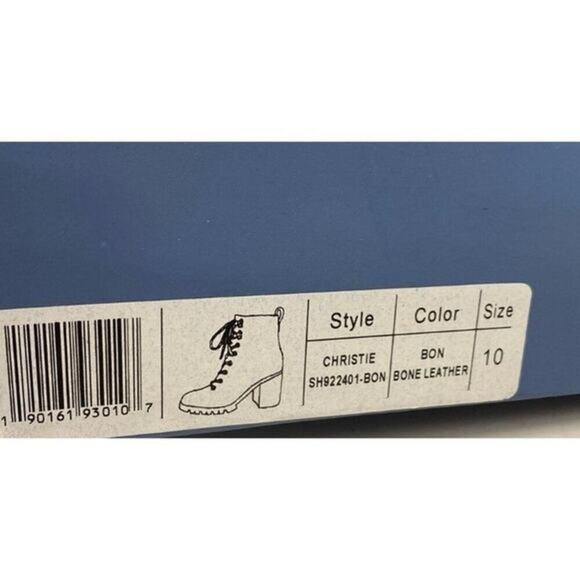 Style Color Size
CHRISTIE BON 10
SH922401-BON BONE LEATHER
1 90161 93010 7